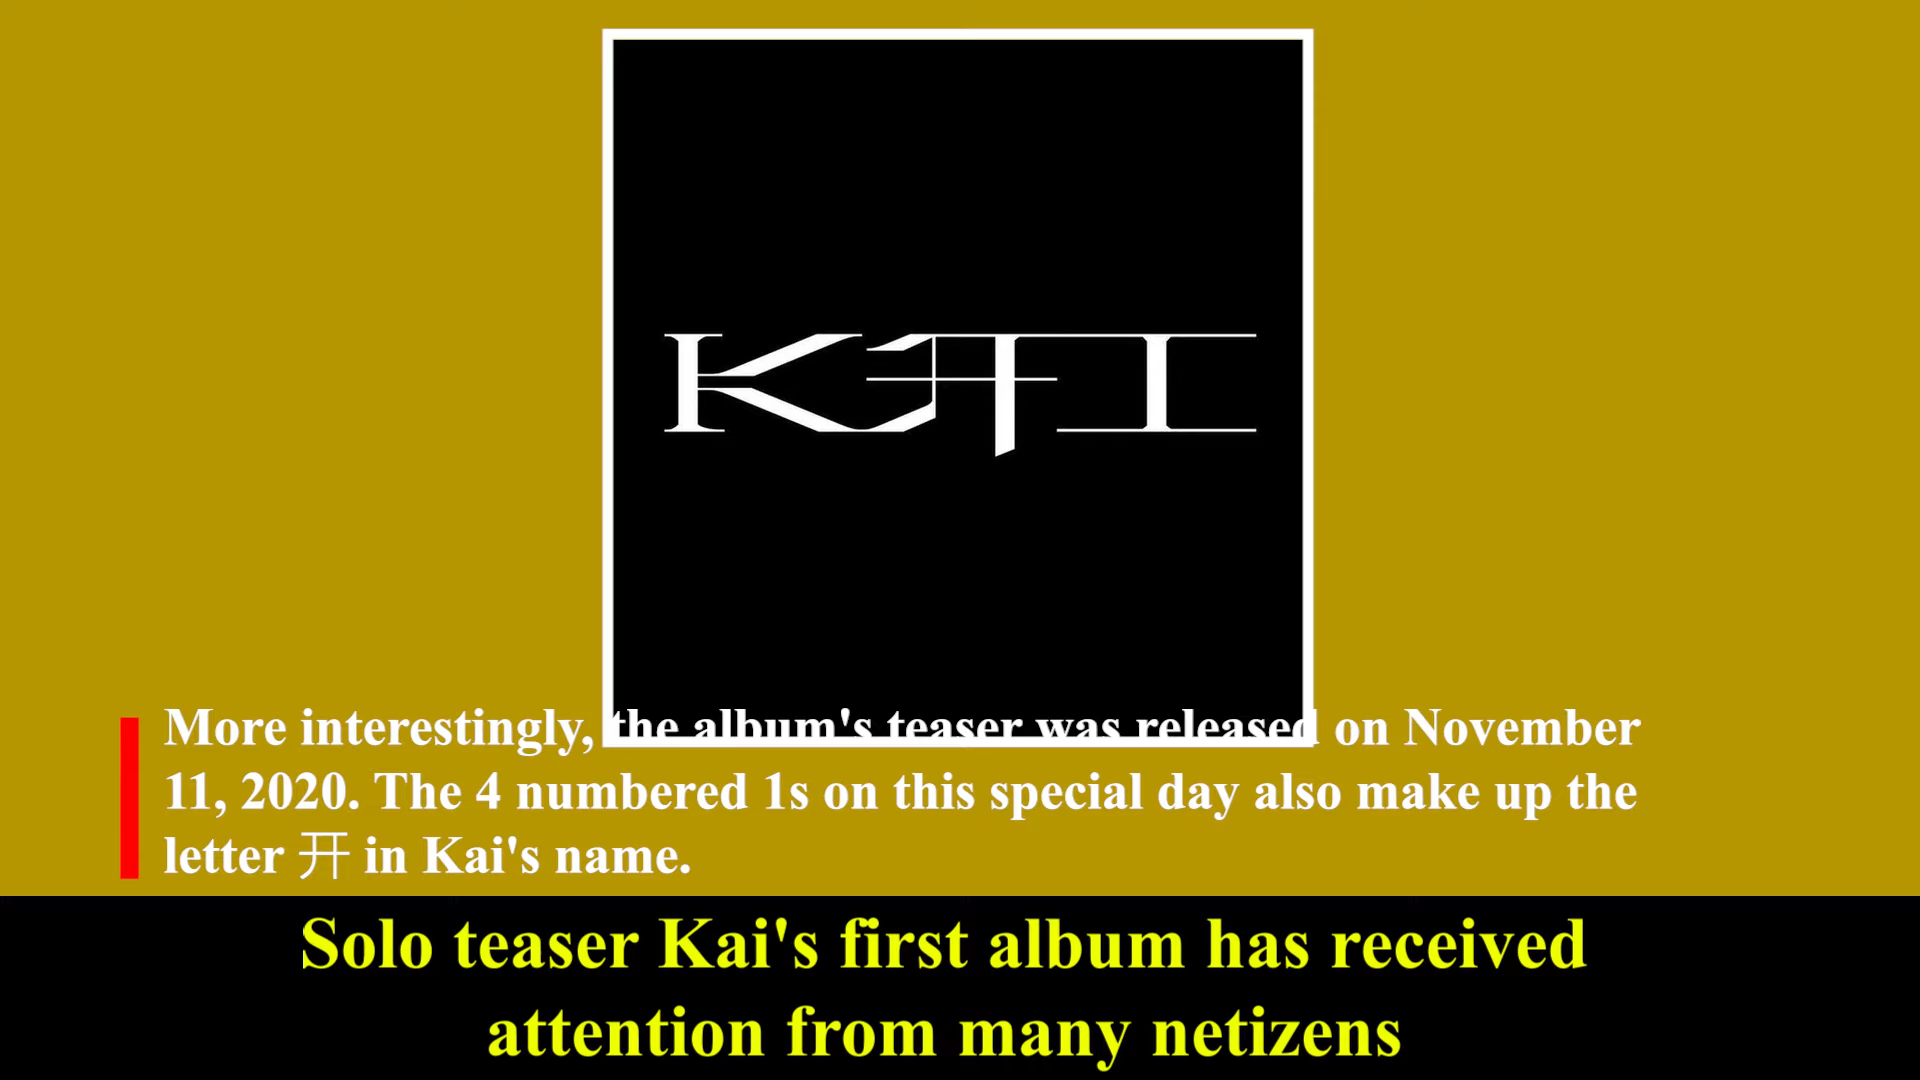 KAI
More interestingly, the album's teaser was released on November
11, 2020. The 4 numbered 1s on this special day also make up the
letter 开 in Kai's name.
Solo teaser Kai's first album has received
attention from many netizens